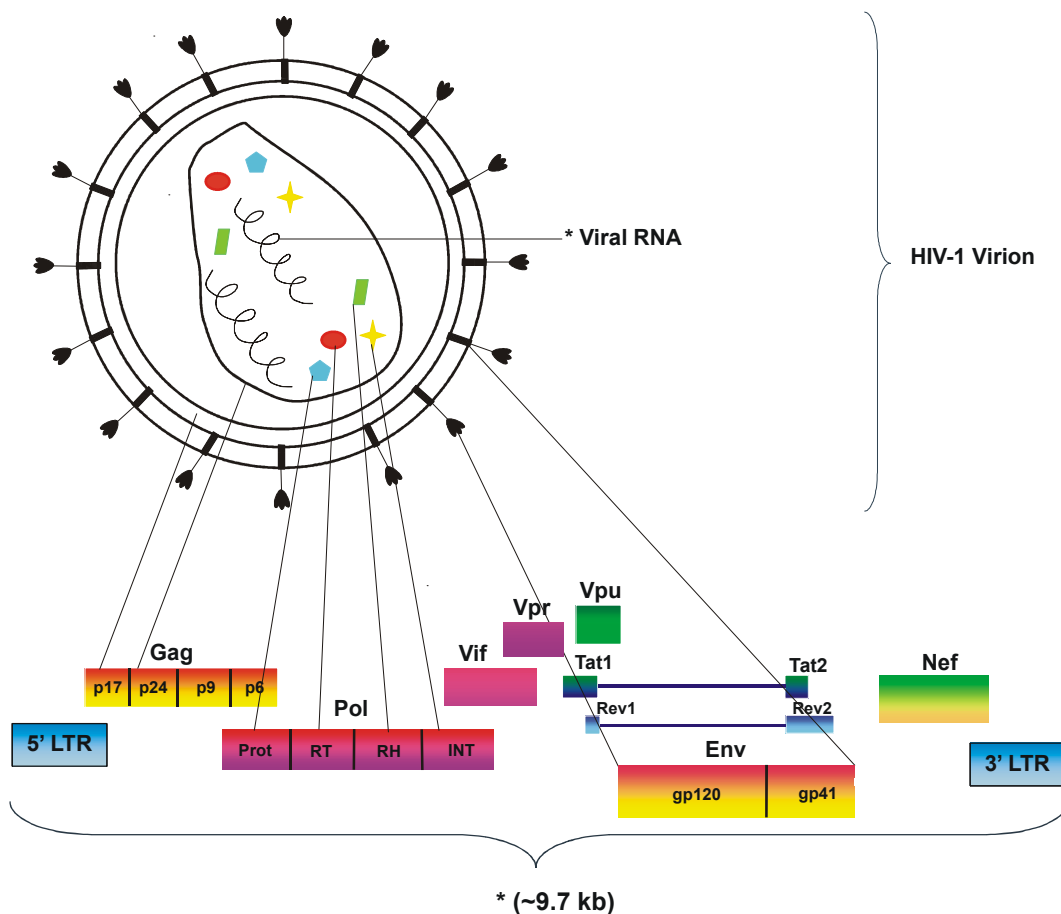 * Viral RNA
HIV-1 Virion
Vpu
Vpr
Gag
Vif
Tat1
Tat2
Nef
p17 p24 p9 p6
Rev1
Rev2
Pol
5’ LTR
Prot RT RH INT
Env
3’ LTR
gp120 gp41
* (~9.7 kb)